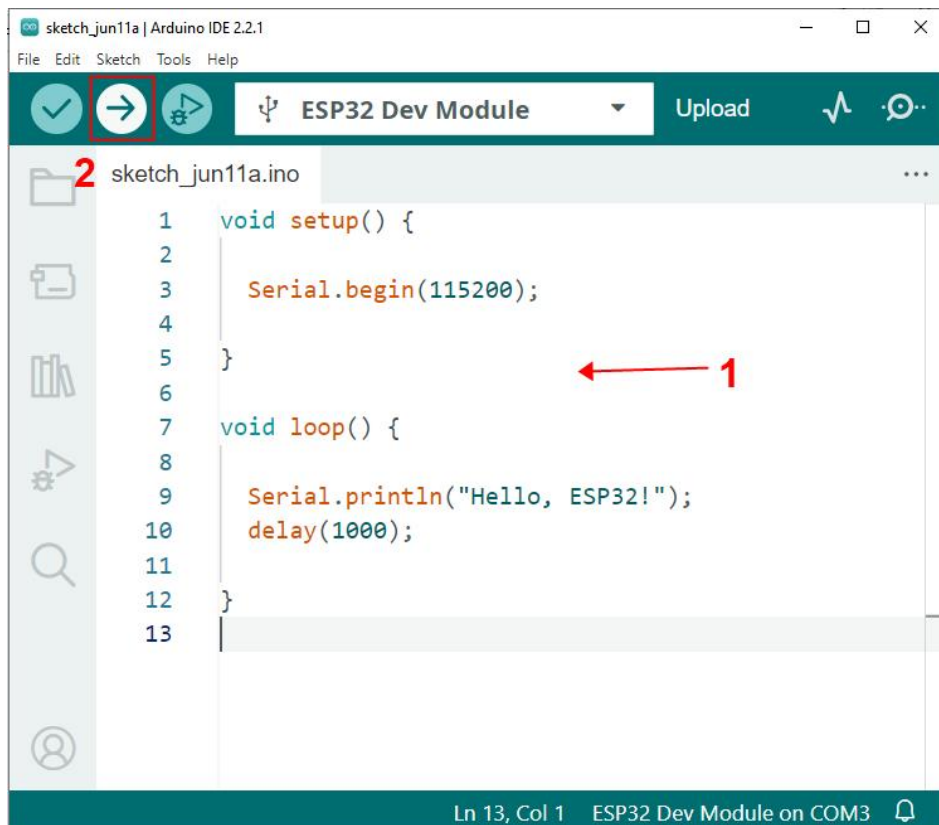 sketch_jun11a | Arduino IDE 2.2.1
File Edit Sketch Tools Help
ESP32 Dev Module Upload
2 sketch_jun11a.ino ...
1 void setup() {
2
3 Serial.begin(115200);
4
5 }
1
6
7 void loop() {
8
9 Serial.println("Hello, ESP32!");
10 delay(1000);
11
12 }
13
Ln 13, Col 1 ESP32 Dev Module on COM3